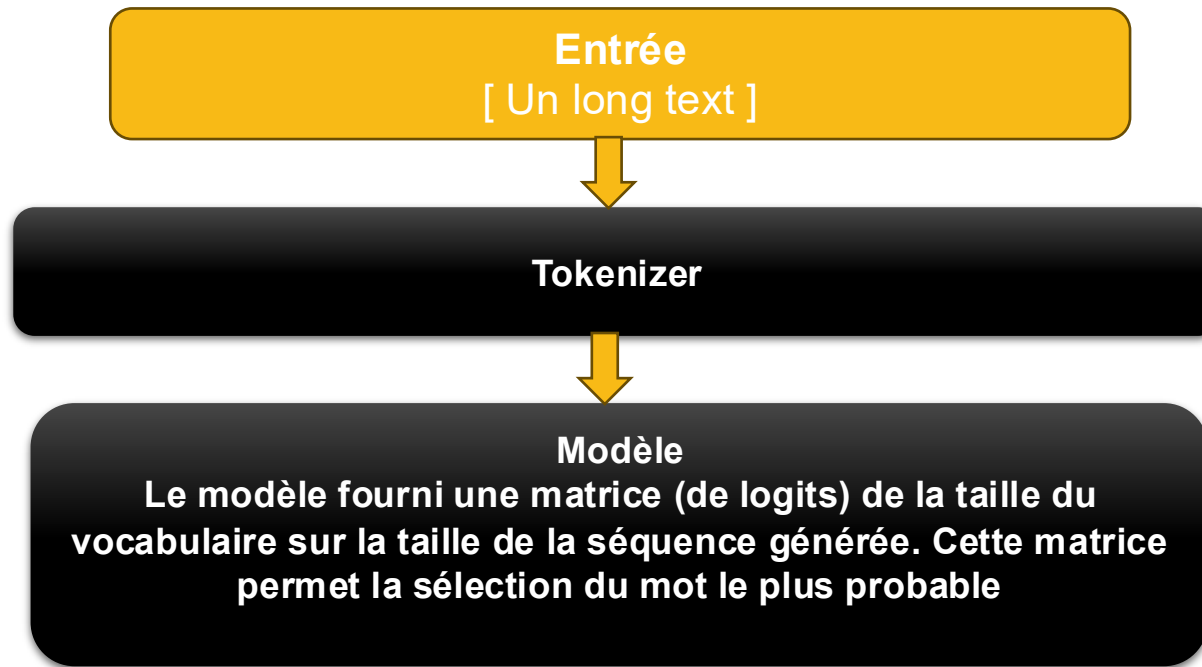 Entrée
[ Un long text ]
Tokenizer
Modèle
Le modèle fourni une matrice (de logits) de la taille du
vocabulaire sur la taille de la séquence générée. Cette matrice
permet la sélection du mot le plus probable